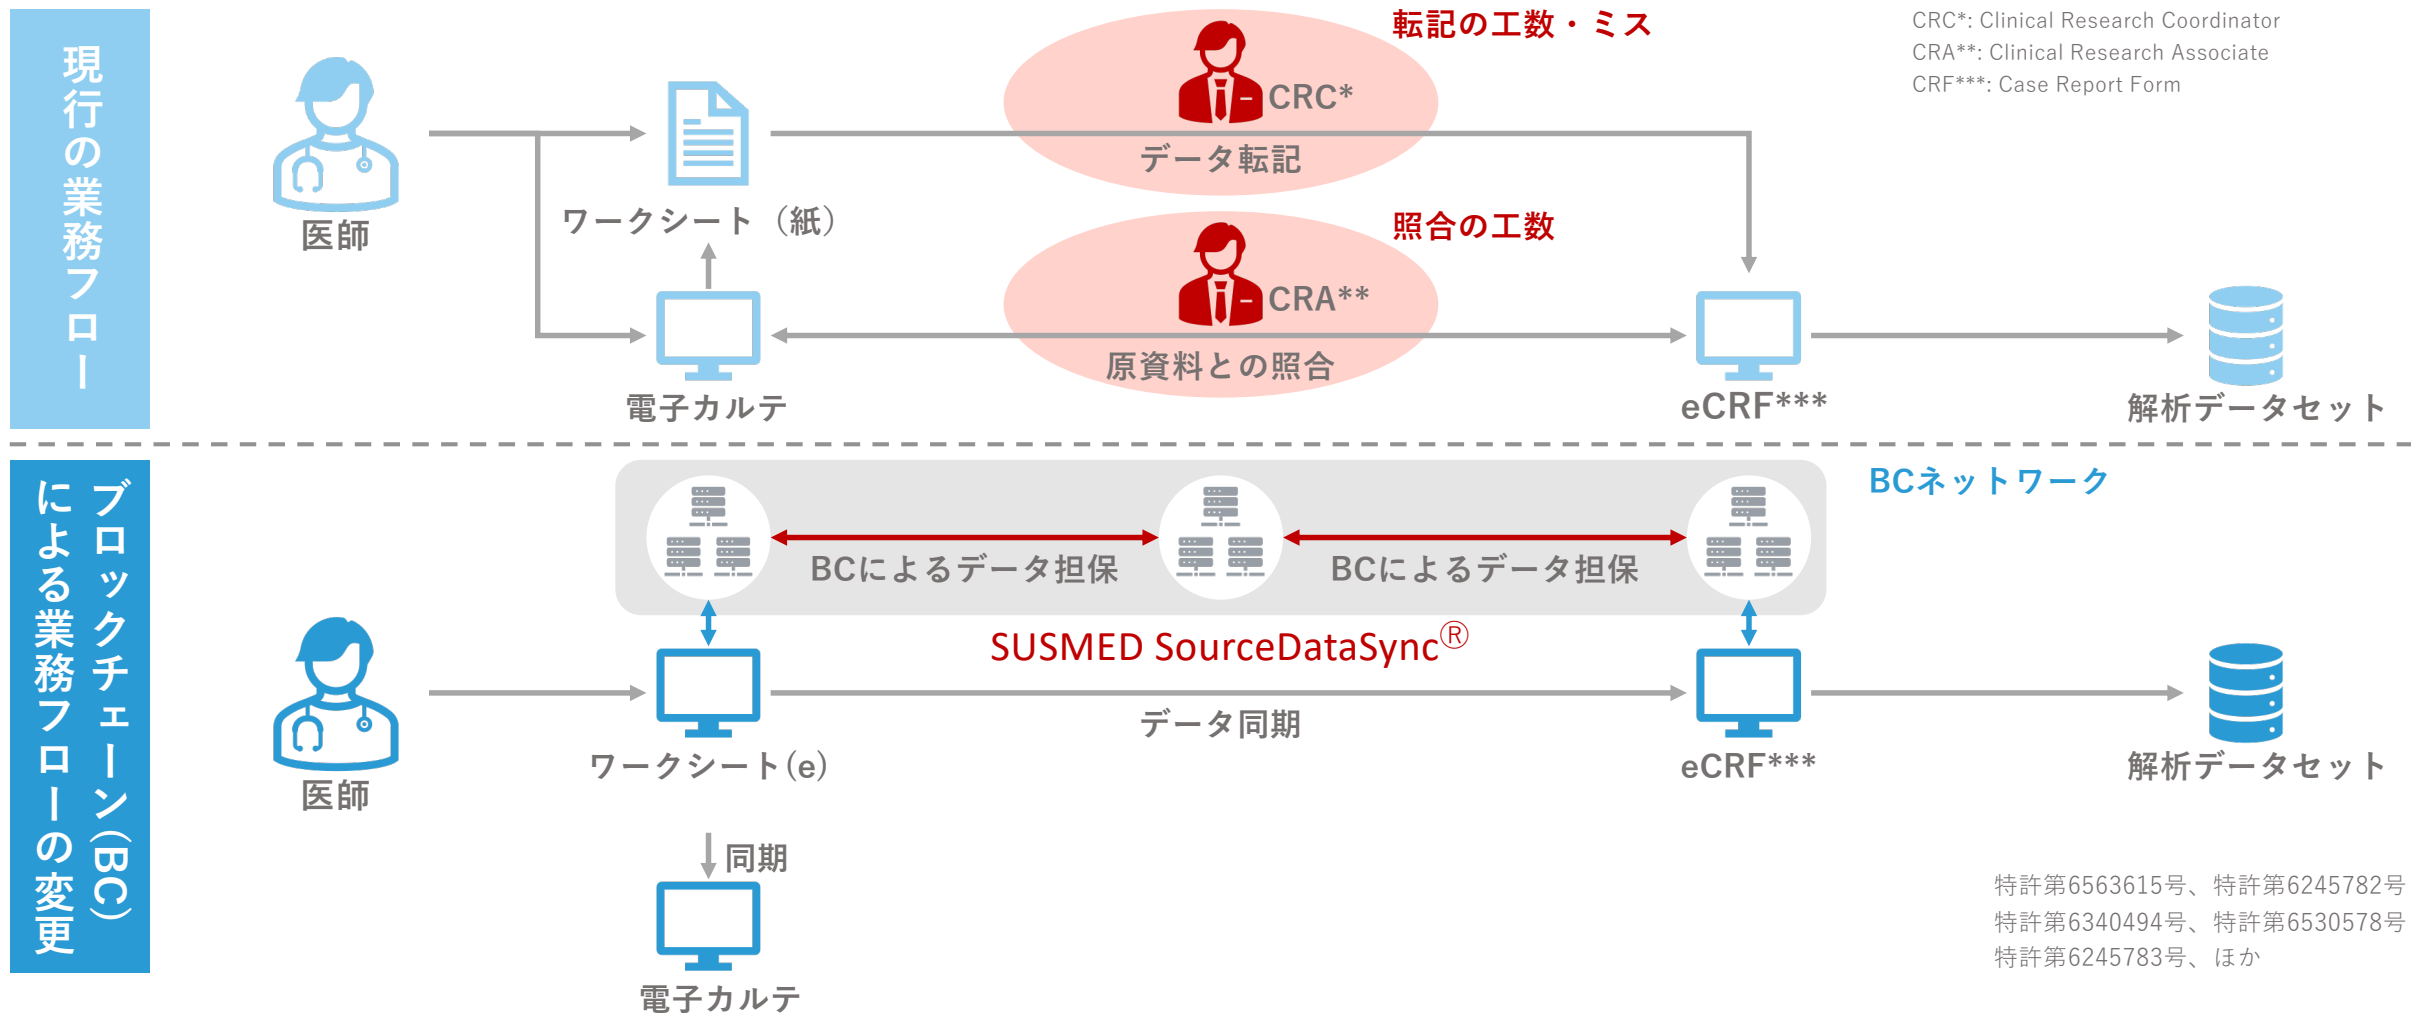 現行の業務フロー
医師
ワークシート（紙）
電子カルテ
転記の工数・ミス
CRC*
データ転記
照合の工数
CRA**
原資料との照合
eCRF***
解析データセット
CRC*: Clinical Research Coordinator
CRA**: Clinical Research Associate
CRF***: Case Report Form
ブロックチェーン(BC)
による業務フローの変更
BCネットワーク
BCによるデータ担保
BCによるデータ担保
SUSMED SourceDataSync®
医師
ワークシート(e)
データ同期
eCRF***
解析データセット
同期
電子カルテ
特許第6563615号、特許第6245782号
特許第6340494号、特許第6530578号
特許第6245783号、ほか